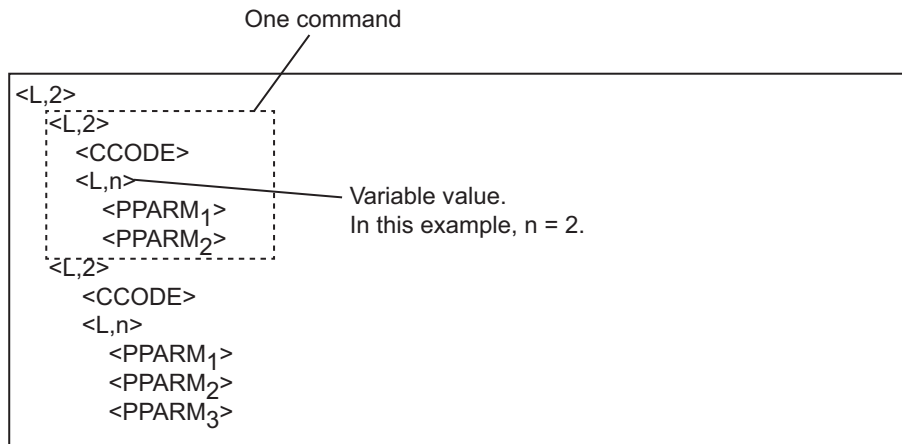 One command
<L,2>
<L,2>
<CCODE>
<L,n>
Variable value.
<PPARM1>
In this example, n = 2.
<PPARM2>
<L,2>
<CCODE>
<L,n>
<PPARM1>
<PPARM2>
<PPARM3>